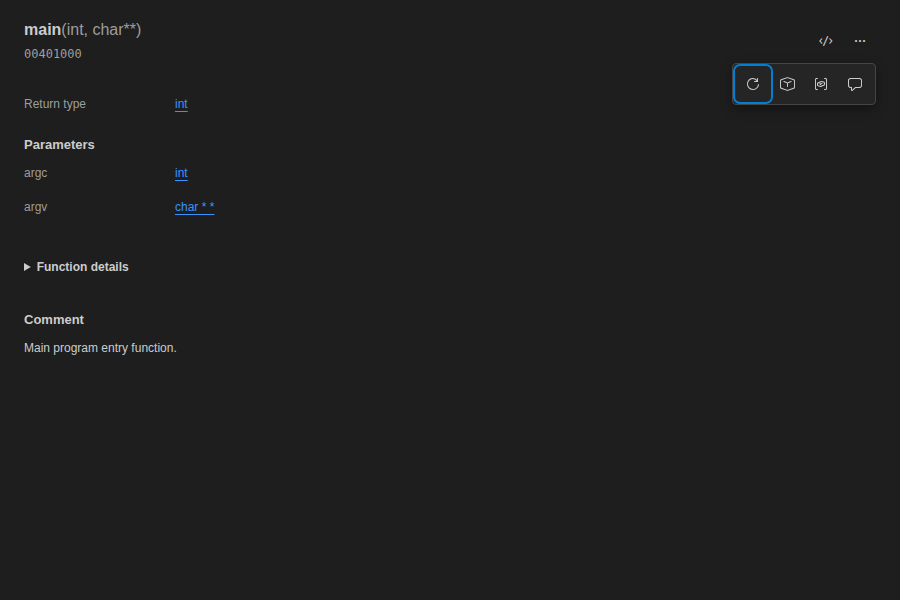 main(int, char**)
00401000
Return type int
Parameters
argc int
argv char * *
Function details
Comment
Main program entry function.